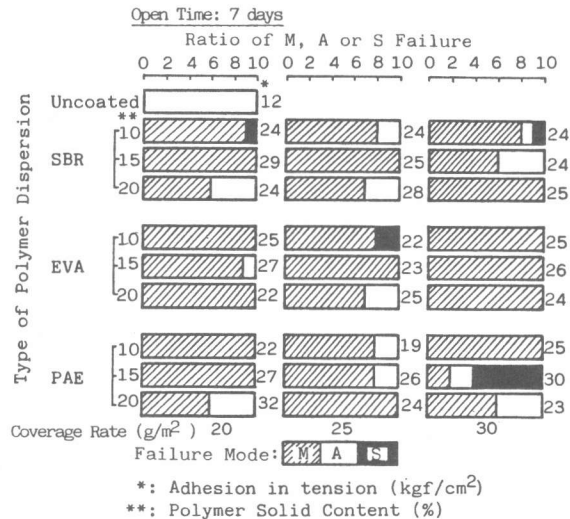 Open Time: 7 days
Ratio of M, A or S Failure
0 2 4 6 8 10 0 2 4 6 8 10 0 2 4 6 8 10
*
Uncoated 12
**
10 24 24 24
SBR 15 29 25 24
20 24 28 25
10 25 22 25
EVA 15 27 23 26
20 22 25 24
10 22 19 25
PAE 15 27 26 30
20 32 24 23
Type of Polymer Dispersion
Coverage Rate (g/m2 ) 20 25 30
Failure Mode: M A S
*: Adhesion in tension (kgf/cm2)
**: Polymer Solid Content (%)